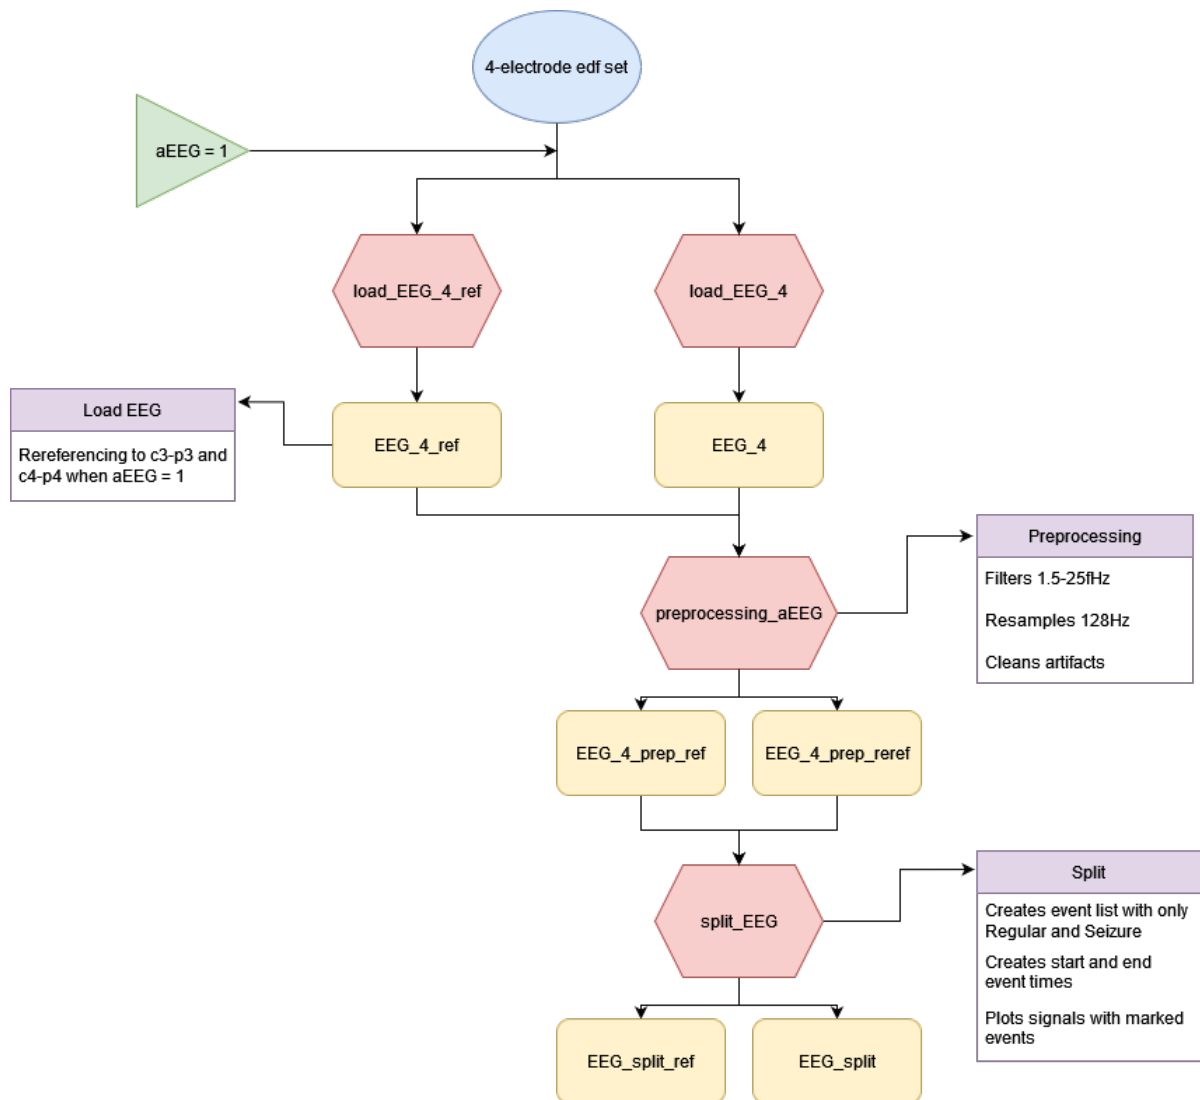 4-electrode edf set
aEEG = 1
load_EEG_4_ref
load_EEG_4
Load EEG
Rereferencing to c3-p3 and
c4-p4 when aEEG = 1
EEG_4_ref
EEG_4
Preprocessing
Filters 1.5-25fHz
Resamples 128Hz
Cleans artifacts
preprocessing_aEEG
EEG_4_prep_ref
EEG_4_prep_reref
Split
Creates event list with only
Regular and Seizure
Creates start and end
event times
Plots signals with marked
events
split_EEG
EEG_split_ref
EEG_split